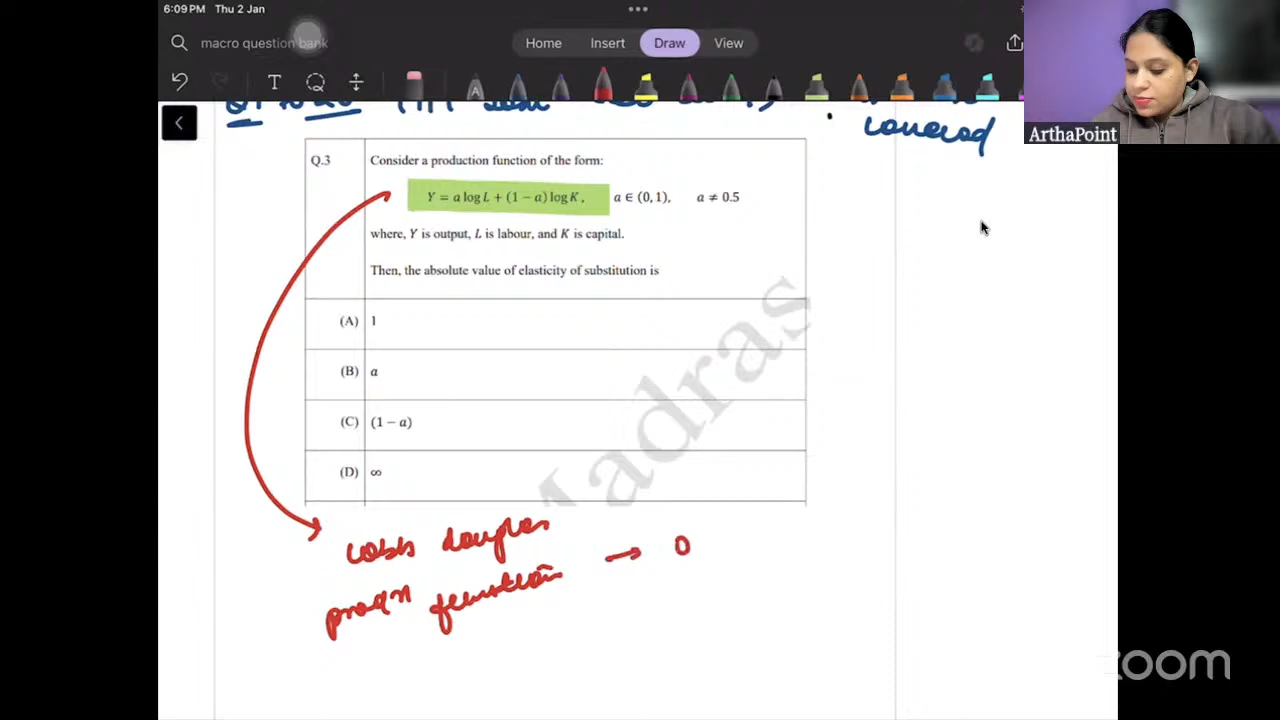 6:09 PM Thu 2 Jan
macro question bank
Home Insert Draw View
T
covered
ArthaPoint
Q.3 Consider a production function of the form:
Y = a log L + (1 − a) log K, a ∈ (0, 1), a ≠ 0.5
where, Y is output, L is labour, and K is capital.
Then, the absolute value of elasticity of substitution is
(A) 1
(B) a
(C) (1 − a)
(D) ∞
Madras
cobb douglas
prodn function → 0
zoom